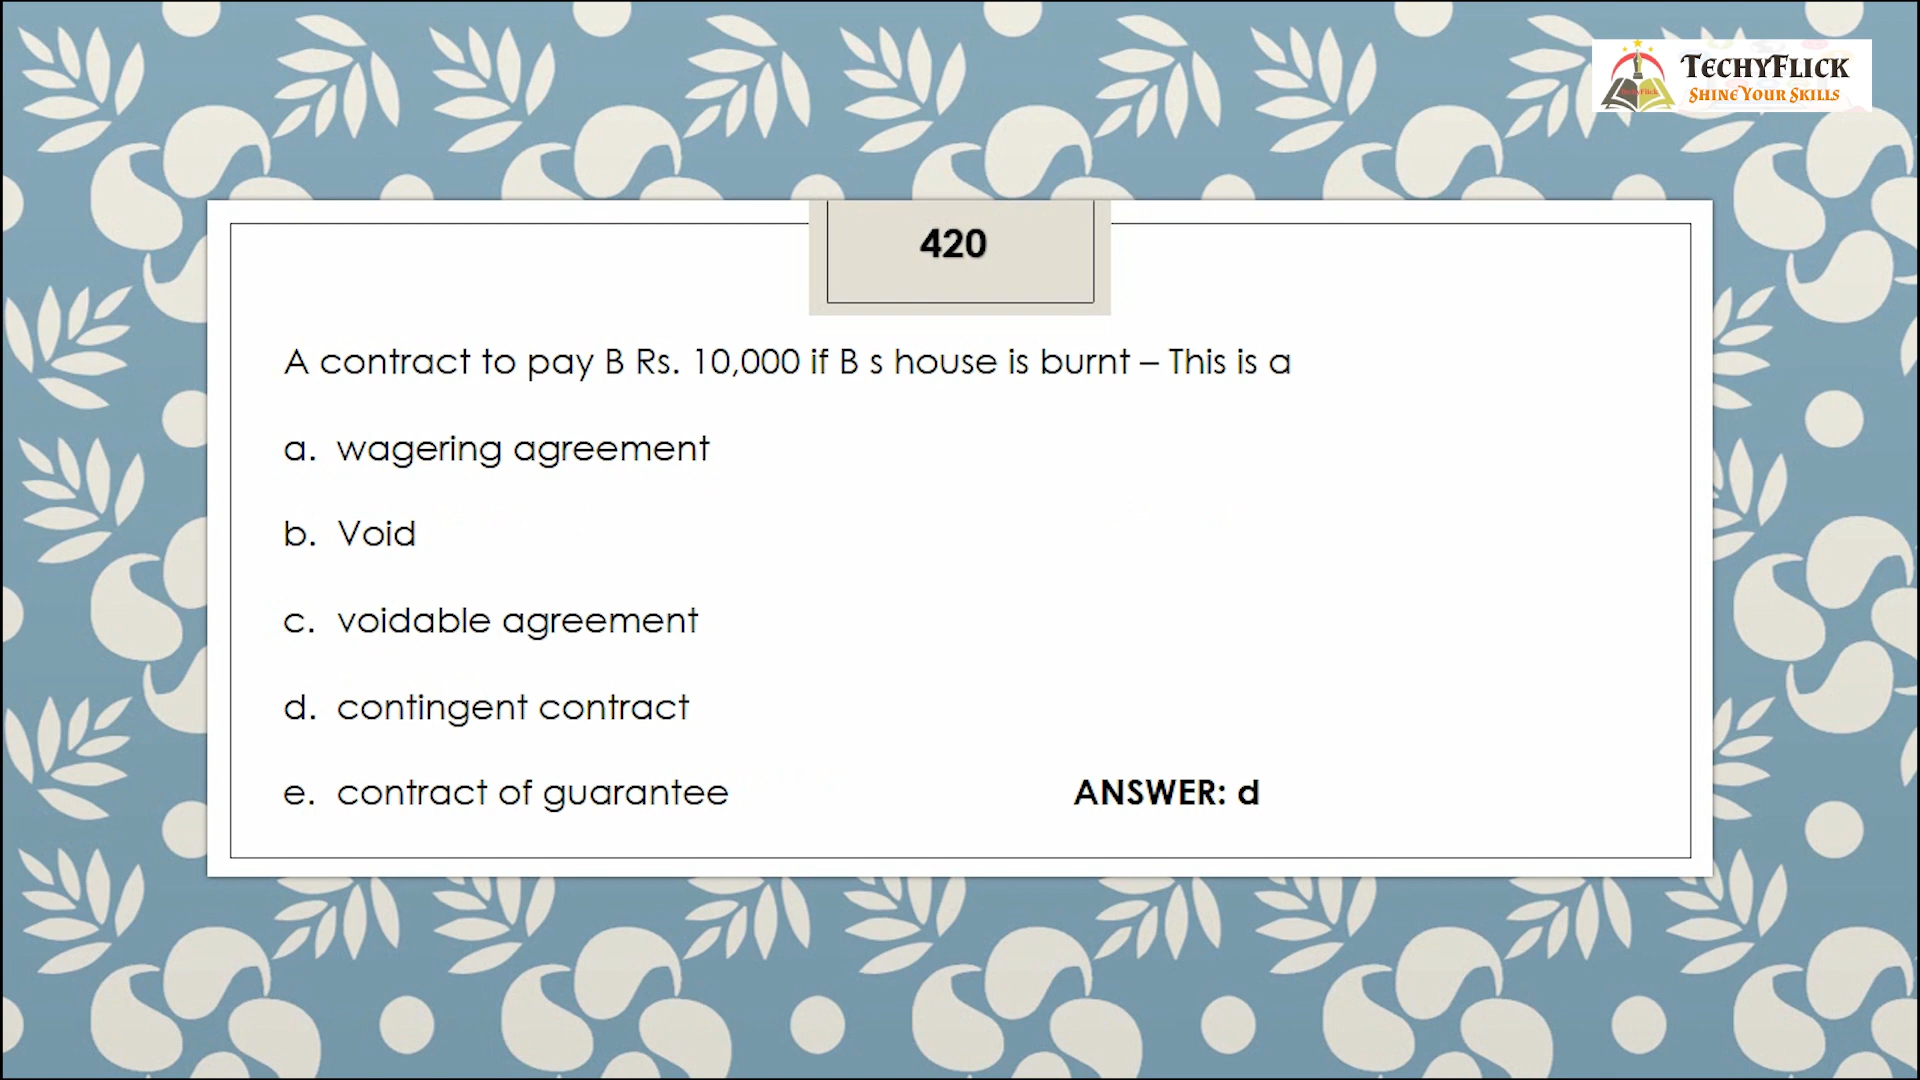 TECHYFLICK
SHINE YOUR SKILLS
420
A contract to pay B Rs. 10,000 if B s house is burnt – This is a
a. wagering agreement
b. Void
c. voidable agreement
d. contingent contract
e. contract of guarantee
ANSWER: d